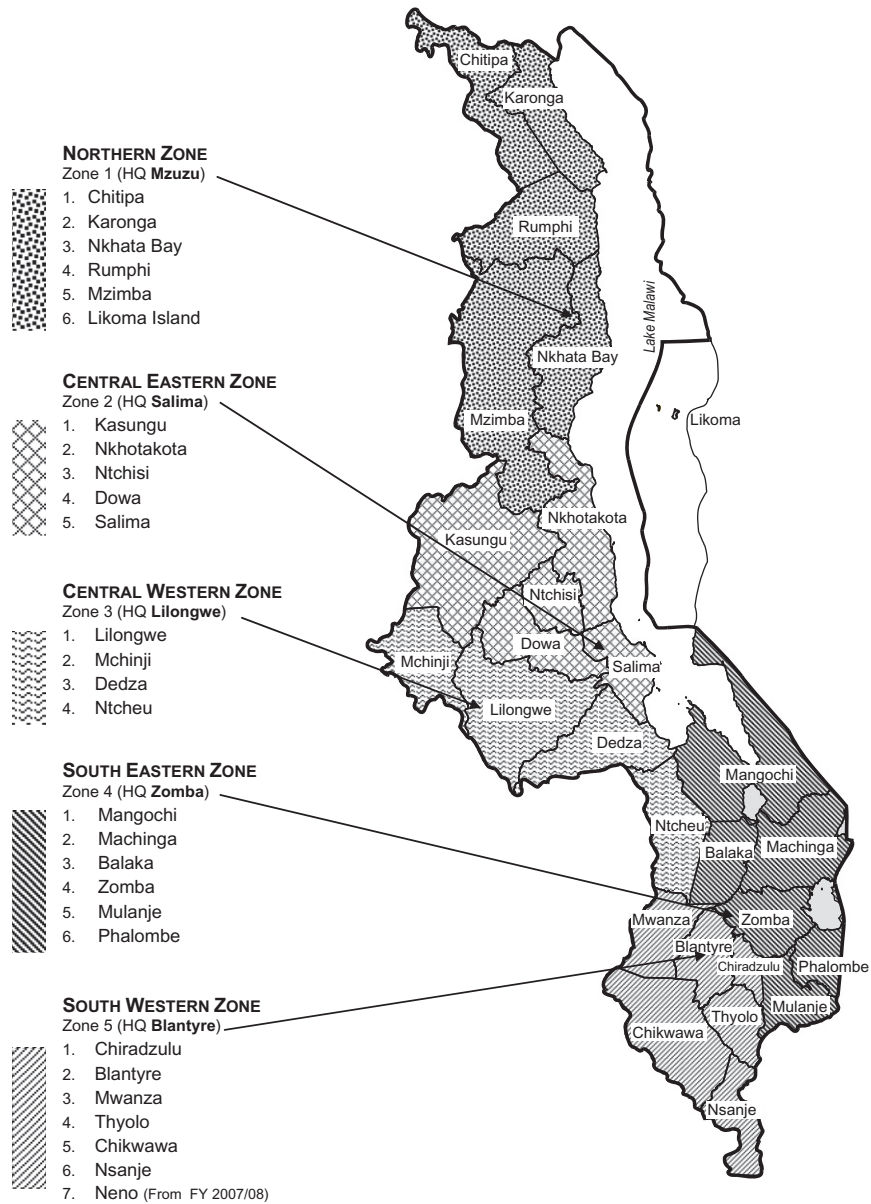 NORTHERN ZONE
Zone 1 (HQ Mzuzu)
1. Chitipa
2. Karonga
3. Nkhata Bay
4. Rumphi
5. Mzimba
6. Likoma Island
CENTRAL EASTERN ZONE
Zone 2 (HQ Salima)
1. Kasungu
2. Nkhotakota
3. Ntchisi
4. Dowa
5. Salima
CENTRAL WESTERN ZONE
Zone 3 (HQ Lilongwe)
1. Lilongwe
2. Mchinji
3. Dedza
4. Ntcheu
SOUTH EASTERN ZONE
Zone 4 (HQ Zomba)
1. Mangochi
2. Machinga
3. Balaka
4. Zomba
5. Mulanje
6. Phalombe
SOUTH WESTERN ZONE
Zone 5 (HQ Blantyre)
1. Chiradzulu
2. Blantyre
3. Mwanza
4. Thyolo
5. Chikwawa
6. Nsanje
7. Neno (From FY 2007/08)
Chitipa
Karonga
Rumphi
Lake Malawi
Nkhata Bay
Mzimba
Likoma
Nkhotakota
Kasungu
Ntchisi
Dowa
Mchinji
Salima
Lilongwe
Dedza
Mangochi
Ntcheu
Balaka
Machinga
Mwanza
Zomba
Blantyre
Chiradzulu
Phalombe
Mulanje
Thyolo
Chikwawa
Nsanje